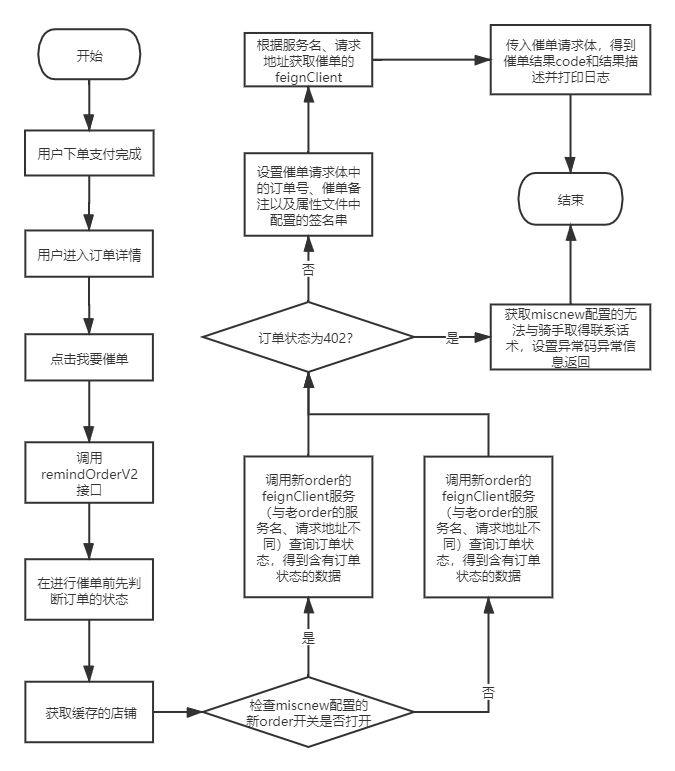 开始
用户下单支付完成
用户进入订单详情
点击我要催单
调用
remindOrderV2
接口
在进行催单前先判
断订单的状态
获取缓存的店铺
检查miscnew配置的
新order开关是否打开
是
否
调用新order的
feignClient服务
（与老order的服
务名、请求地址不
同）查询订单状
态，得到含有订单
状态的数据
调用新order的
feignClient服务
（与老order的服
务名、请求地址不
同）查询订单状
态，得到含有订单
状态的数据
订单状态为402？
否
是
设置催单请求体中
的订单号、催单备
注以及属性文件中
配置的签名串
根据服务名、请求
地址获取催单的
feignClient
传入催单请求体，得到
催单结果code和结果描
述并打印日志
获取miscnew配置的无
法与骑手取得联系话
术，设置异常码异常信
息返回
结束